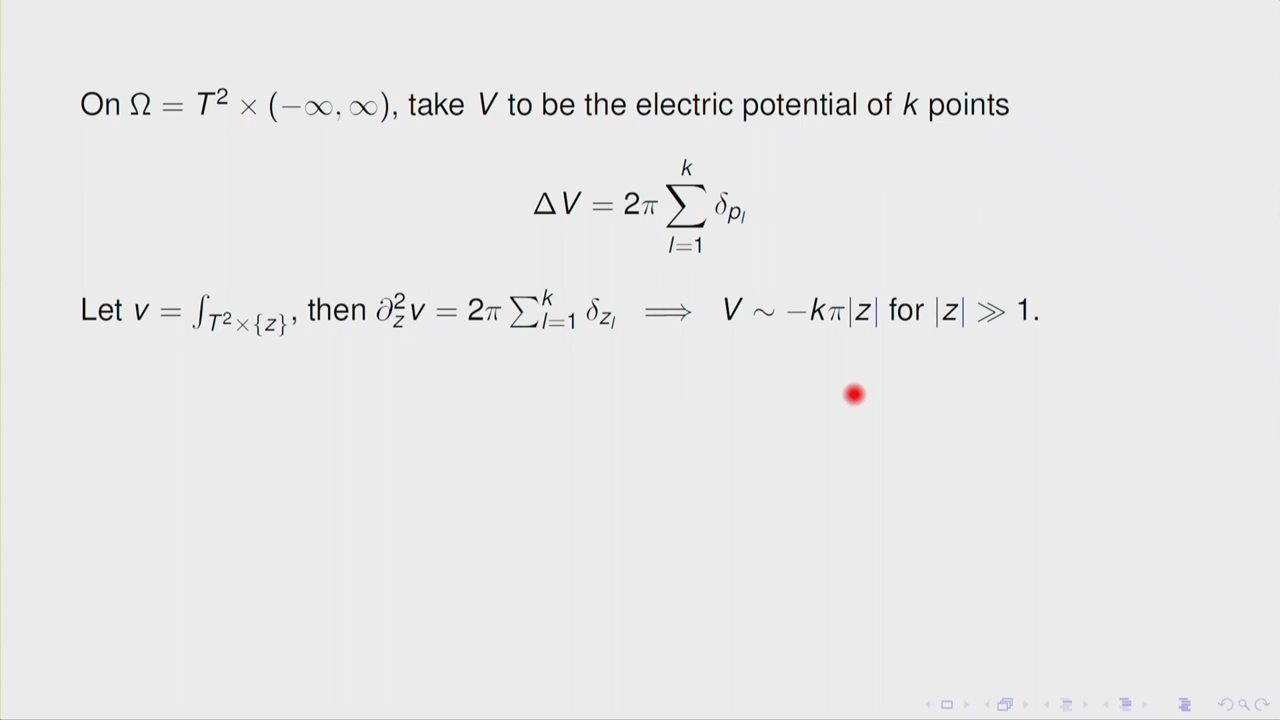 On Ω = T² × (−∞, ∞), take V to be the electric potential of k points
ΔV = 2π ∑_{l=1}^{k} δ_{p_l}
Let v = ∫_{T²×{z}}, then ∂_z² v = 2π ∑_{l=1}^{k} δ_{z_l} ⟹ V ∼ −kπ|z| for |z| ≫ 1.